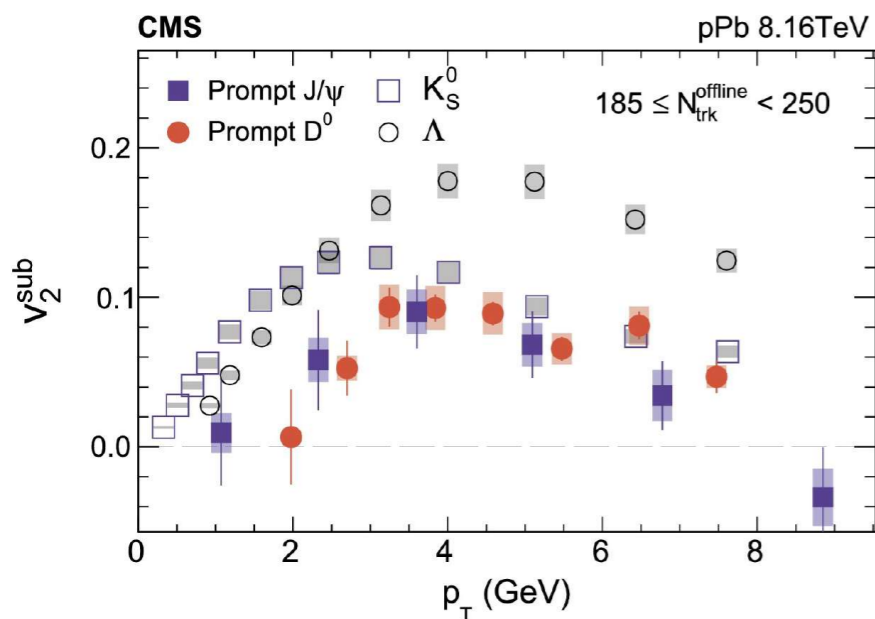 CMS pPb 8.16TeV
Prompt J/ψ K⁰_S 185 ≤ N^offline_trk < 250
Prompt D⁰ Λ
0.2
0.1
0.0
v₂^sub
0 2 4 6 8
p_T (GeV)